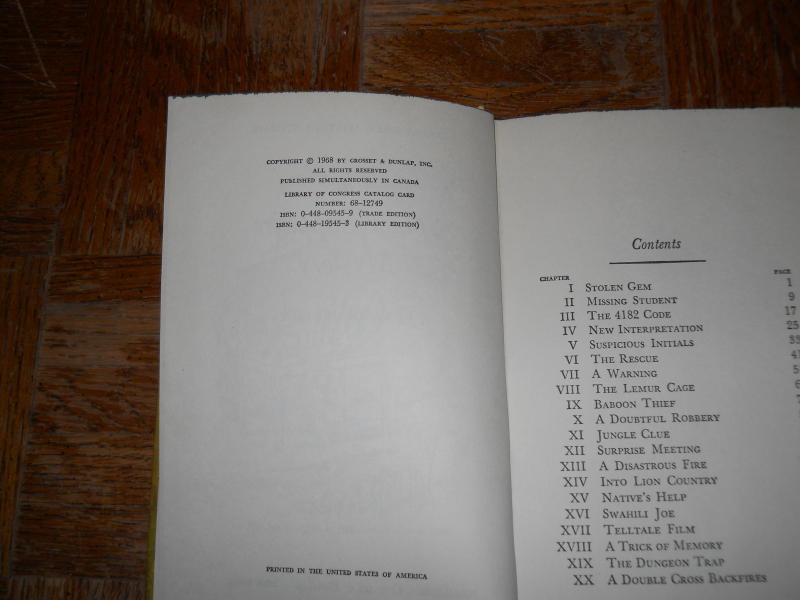 COPYRIGHT © 1968 BY GROSSET & DUNLAP, INC.
ALL RIGHTS RESERVED
PUBLISHED SIMULTANEOUSLY IN CANADA
LIBRARY OF CONGRESS CATALOG CARD
NUMBER: 68-12749
ISBN: 0-448-09545-9 (TRADE EDITION)
ISBN: 0-448-19545-3 (LIBRARY EDITION)
PRINTED IN THE UNITED STATES OF AMERICA
Contents
CHAPTER PAGE
I STOLEN GEM 1
II MISSING STUDENT 9
III THE 4182 CODE 17
IV NEW INTERPRETATION 25
V SUSPICIOUS INITIALS 33
VI THE RESCUE 41
VII A WARNING
VIII THE LEMUR CAGE
IX BABOON THIEF
X A DOUBTFUL ROBBERY
XI JUNGLE CLUE
XII SURPRISE MEETING
XIII A DISASTROUS FIRE
XIV INTO LION COUNTRY
XV NATIVE'S HELP
XVI SWAHILI JOE
XVII TELLTALE FILM
XVIII A TRICK OF MEMORY
XIX THE DUNGEON TRAP
XX A DOUBLE CROSS BACKFIRES